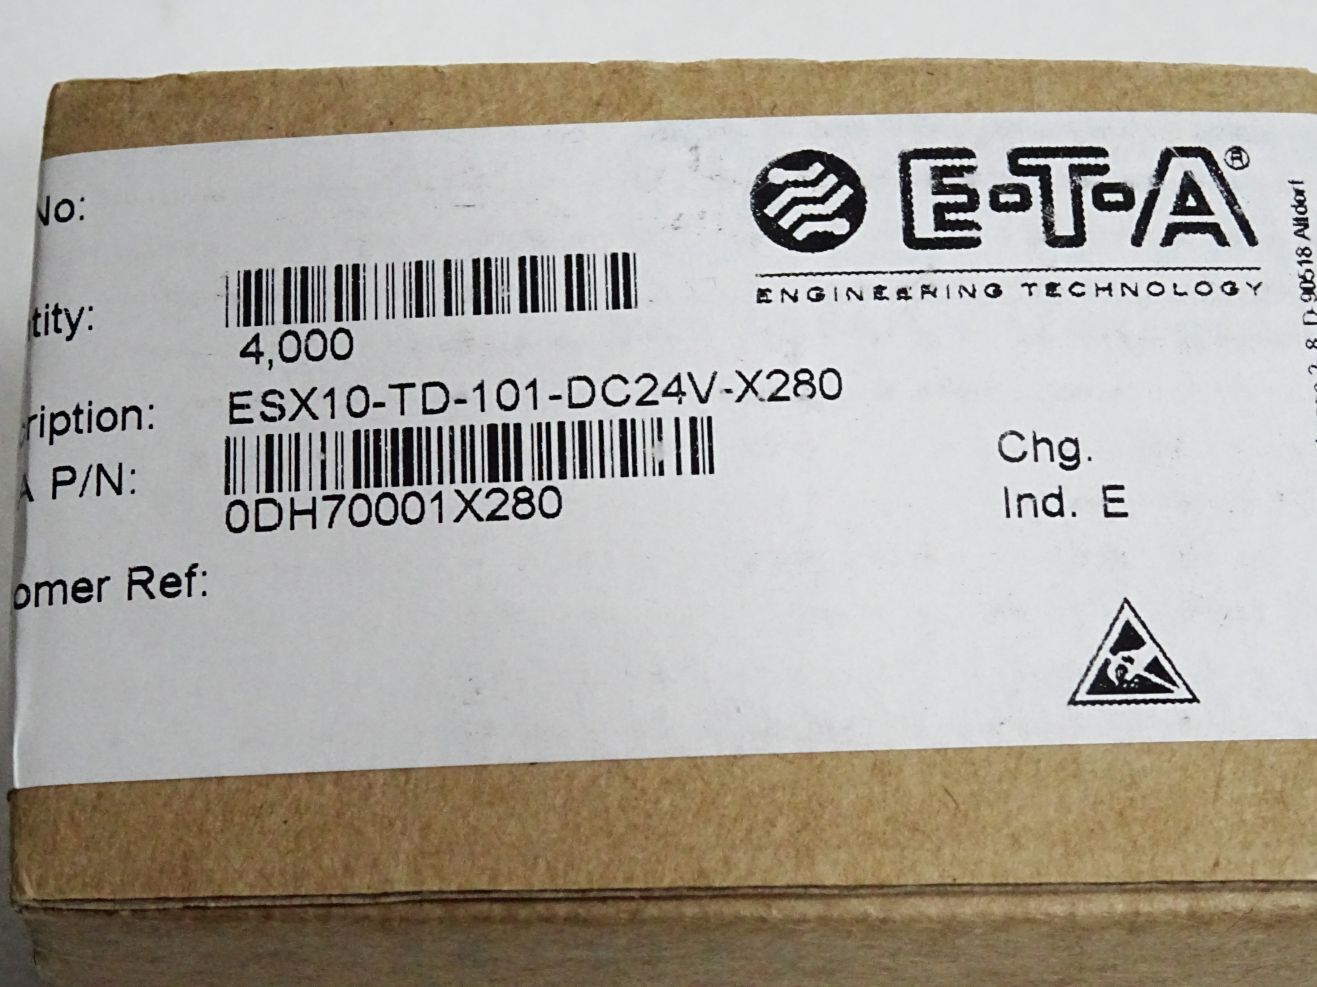 No:
E-T-A®
ENGINEERING TECHNOLOGY
tity:
4,000
ription: ESX10-TD-101-DC24V-X280
A P/N:
0DH70001X280
Chg.
Ind. E
omer Ref:
8 D-90518 Altdorf